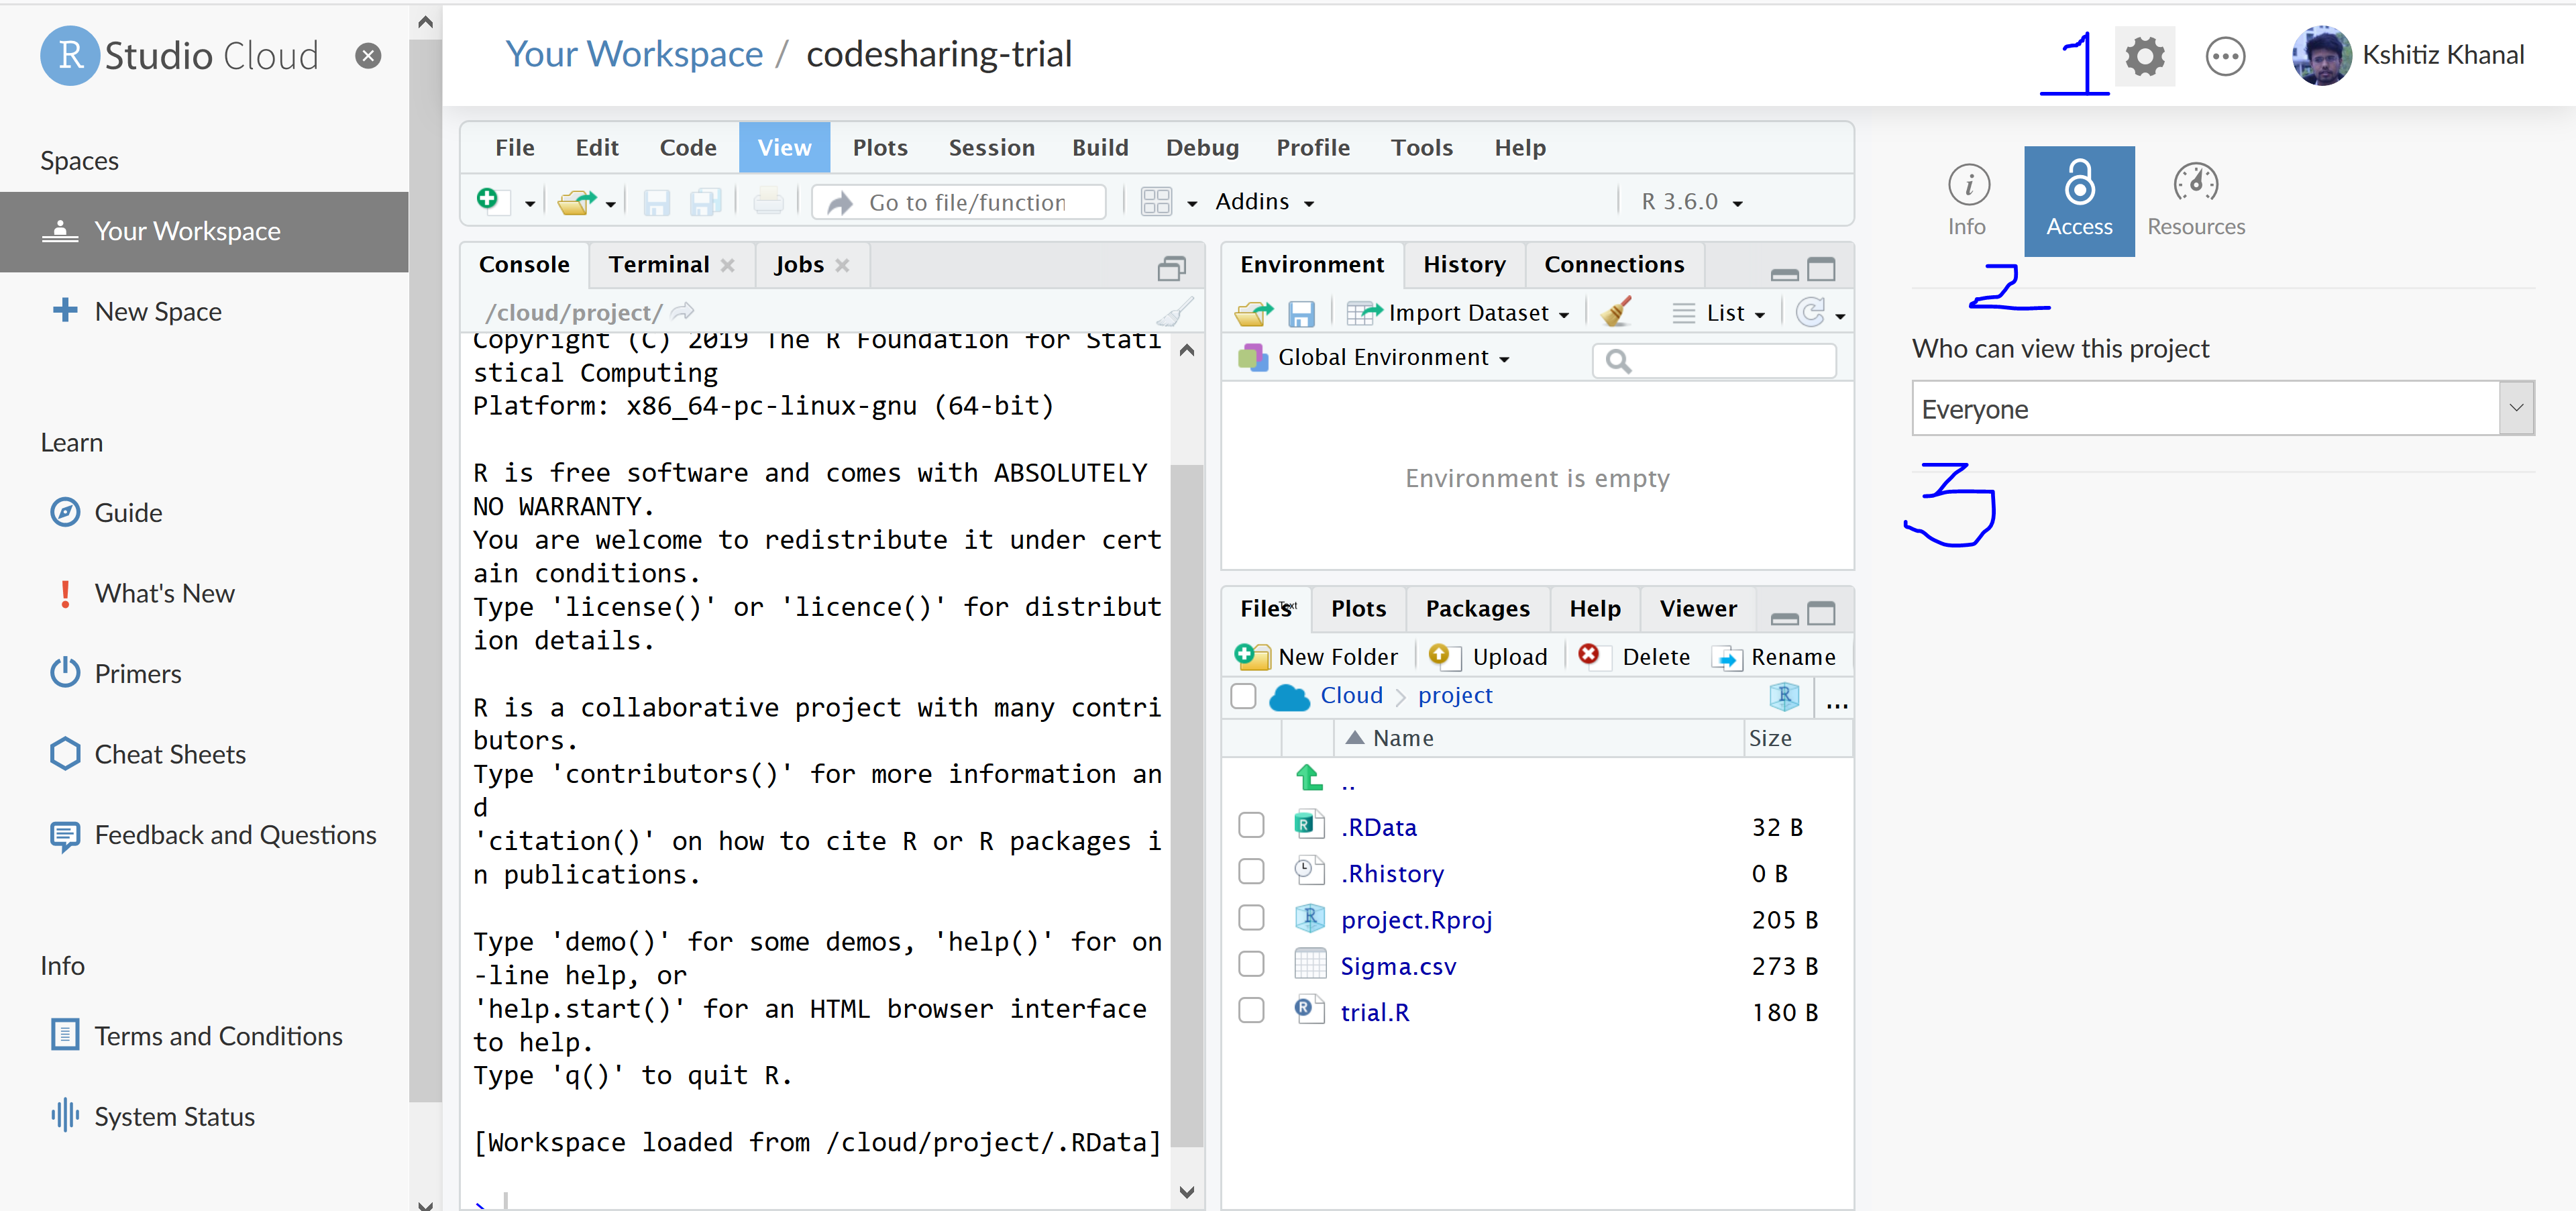 R Studio Cloud
Spaces
Your Workspace
New Space
Learn
Guide
What's New
Primers
Cheat Sheets
Feedback and Questions
Info
Terms and Conditions
System Status
Your Workspace / codesharing-trial
1
Kshitiz Khanal
File Edit Code View Plots Session Build Debug Profile Tools Help
Go to file/function
Addins
R 3.6.0
Console Terminal Jobs
/cloud/project/
Copyright (C) 2019 The R Foundation for Stati
stical Computing
Platform: x86_64-pc-linux-gnu (64-bit)
R is free software and comes with ABSOLUTELY
NO WARRANTY.
You are welcome to redistribute it under cert
ain conditions.
Type 'license()' or 'licence()' for distribut
ion details.
R is a collaborative project with many contri
butors.
Type 'contributors()' for more information an
d
'citation()' on how to cite R or R packages i
n publications.
Type 'demo()' for some demos, 'help()' for on
-line help, or
'help.start()' for an HTML browser interface
to help.
Type 'q()' to quit R.
[Workspace loaded from /cloud/project/.RData]
>
Environment History Connections
Import Dataset List
Global Environment
Environment is empty
Files Text Plots Packages Help Viewer
New Folder Upload Delete Rename
Cloud > project R ...
Name Size
..
.RData 32 B
.Rhistory 0 B
project.Rproj 205 B
Sigma.csv 273 B
trial.R 180 B
Info Access Resources
2
Who can view this project
Everyone
3